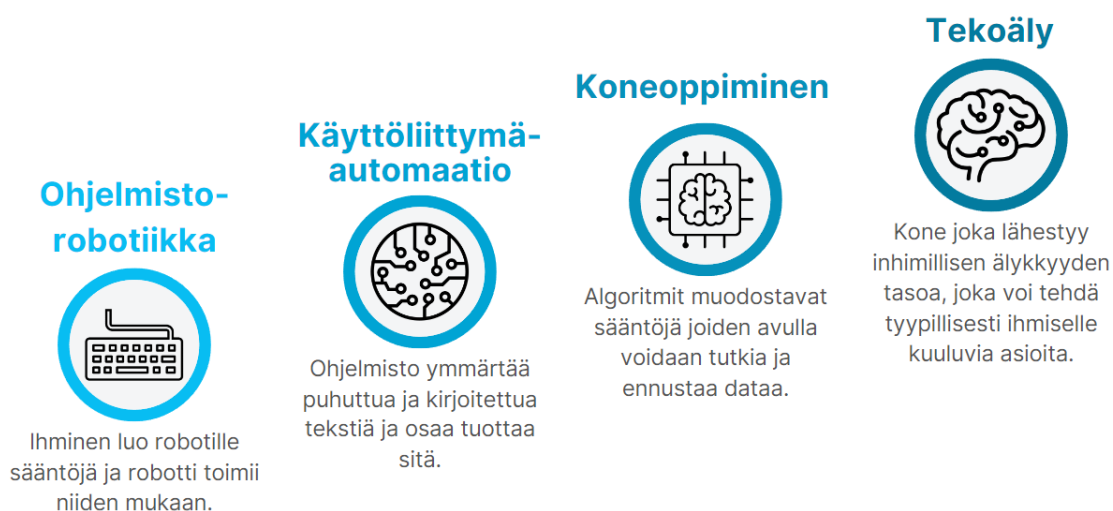 Ohjelmisto-
robotiikka
Ihminen luo robotille
sääntöjä ja robotti toimii
niiden mukaan.
Käyttöliittymä-
automaatio
Ohjelmisto ymmärtää
puhuttua ja kirjoitettua
tekstiä ja osaa tuottaa
sitä.
Koneoppiminen
Algoritmit muodostavat
sääntöjä joiden avulla
voidaan tutkia ja
ennustaa dataa.
Tekoäly
Kone joka lähestyy
inhimillisen älykkyyden
tasoa, joka voi tehdä
tyypillisesti ihmiselle
kuuluvia asioita.